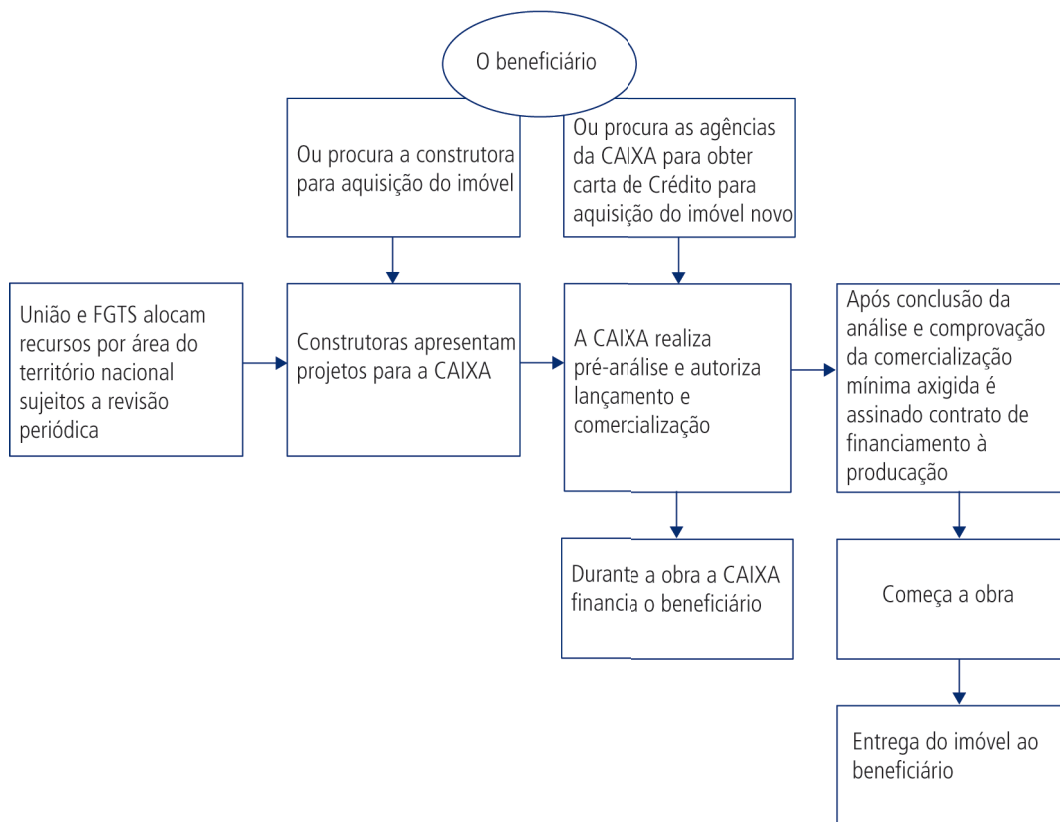 O beneficiário
Ou procura a construtora
para aquisição do imóvel
Ou procura as agências
da CAIXA para obter
carta de Crédito para
aquisição do imóvel novo
União e FGTS alocam
recursos por área do
território nacional
sujeitos a revisão
periódica
Construtoras apresentam
projetos para a CAIXA
A CAIXA realiza
pré-análise e autoriza
lançamento e
comercialização
Após conclusão da
análise e comprovação
da comercialização
mínima axigida é
assinado contrato de
financiamento à
producação
Durante a obra a CAIXA
financia o beneficiário
Começa a obra
Entrega do imóvel ao
beneficiário